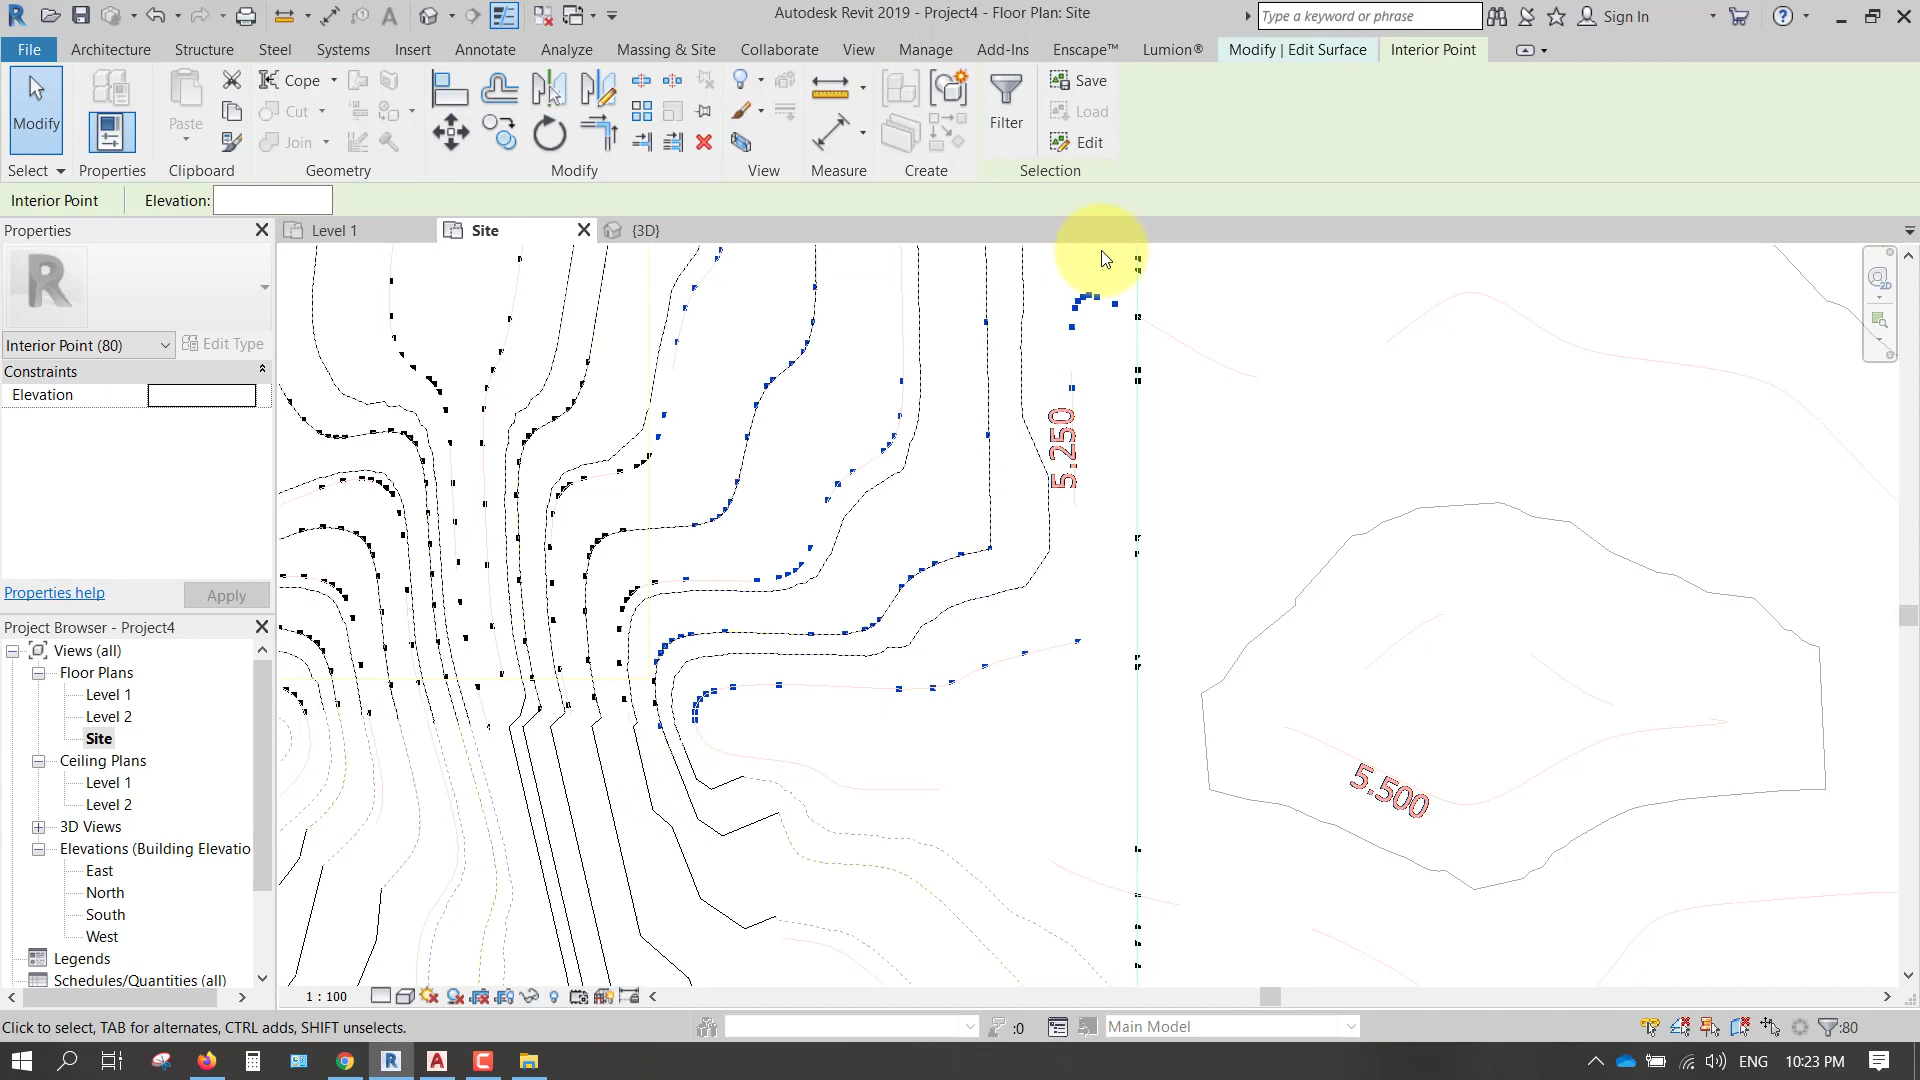 Autodesk Revit 2019 - Project4 - Floor Plan: Site
Type a keyword or phrase
Sign In
File
Architecture
Structure
Steel
Systems
Insert
Annotate
Analyze
Massing & Site
Collaborate
View
Manage
Add-Ins
Enscape™
Lumion®
Modify | Edit Surface
Interior Point
Modify
Paste
Cope
Cut
Join
Filter
Save
Load
Edit
Select
Properties
Clipboard
Geometry
Modify
View
Measure
Create
Selection
Interior Point
Elevation:
Properties
Level 1
Site
{3D}
R
Interior Point (80)
Edit Type
Constraints
Elevation
Properties help
Apply
Project Browser - Project4
Views (all)
Floor Plans
Level 1
Level 2
Site
Ceiling Plans
Level 1
Level 2
3D Views
Elevations (Building Elevatio
East
North
South
West
Legends
Schedules/Quantities (all)
5.250
5.500
2D
1 : 100
Click to select, TAB for alternates, CTRL adds, SHIFT unselects.
:0
Main Model
:80
ENG
10:23 PM